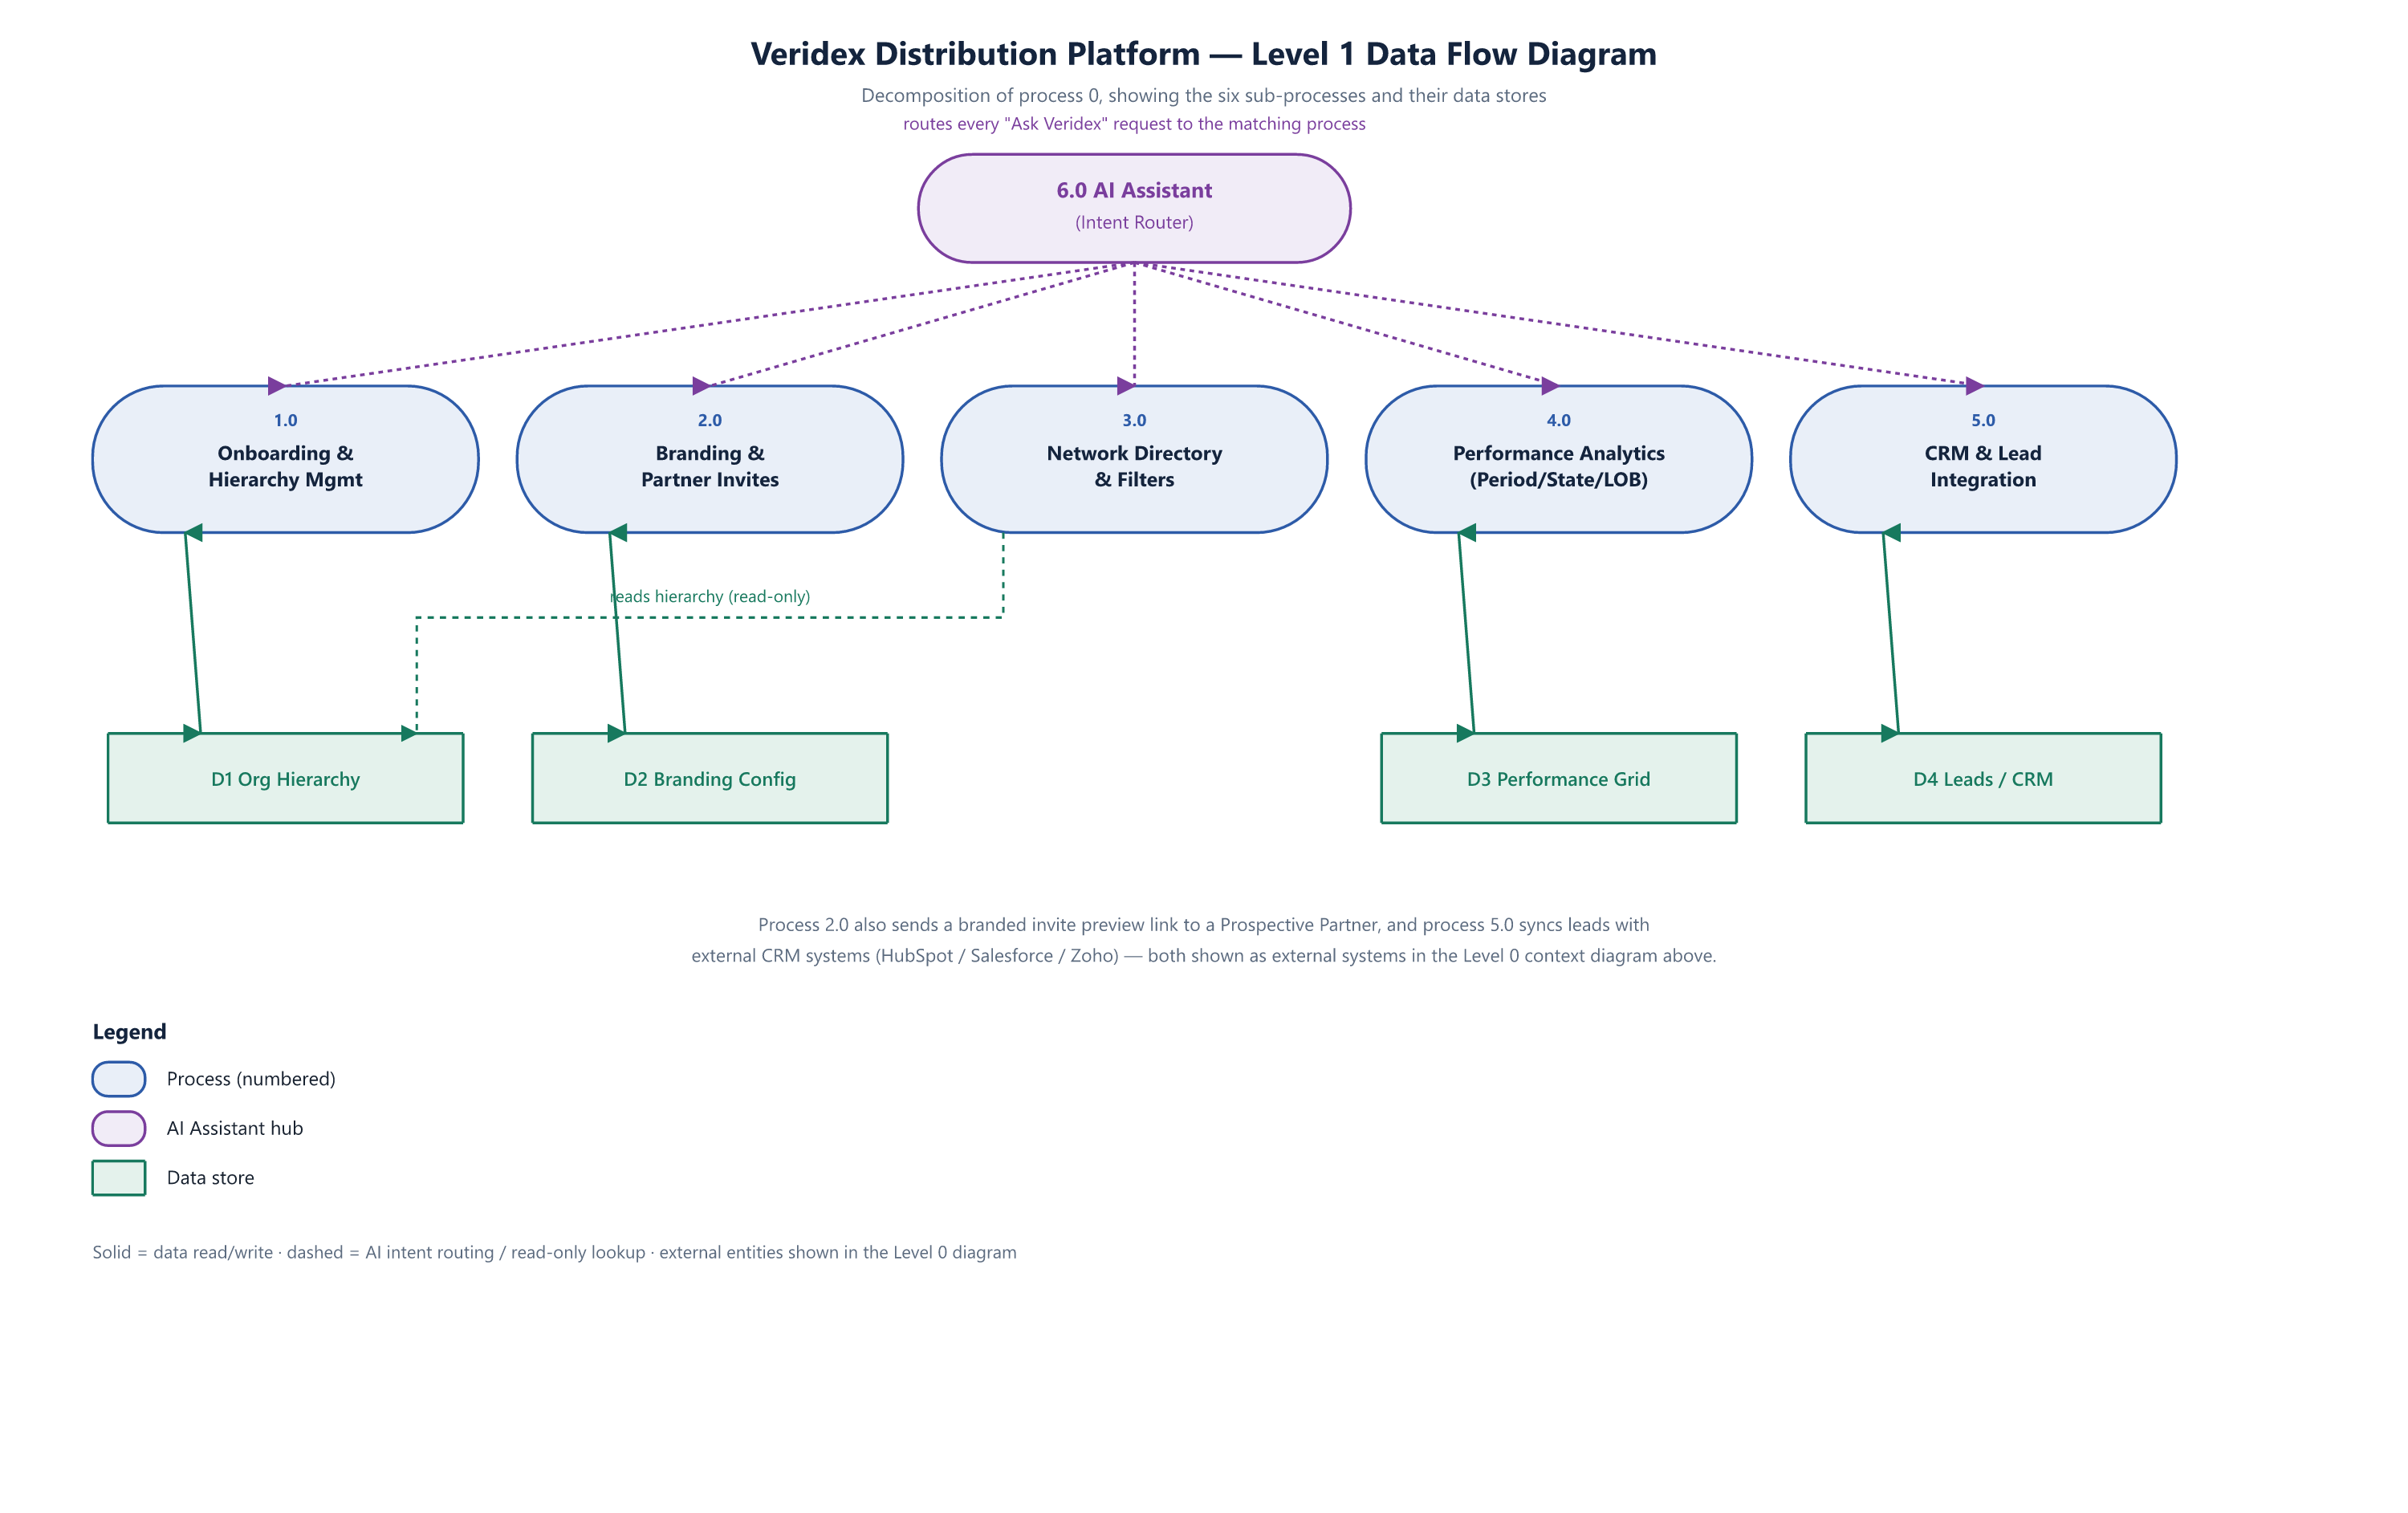 Veridex Distribution Platform — Level 1 Data Flow Diagram
Decomposition of process 0, showing the six sub-processes and their data stores
routes every "Ask Veridex" request to the matching process
6.0 AI Assistant
(Intent Router)
1.0
Onboarding &
Hierarchy Mgmt
2.0
Branding &
Partner Invites
3.0
Network Directory
& Filters
4.0
Performance Analytics
(Period/State/LOB)
5.0
CRM & Lead
Integration
reads hierarchy (read-only)
D1 Org Hierarchy
D2 Branding Config
D3 Performance Grid
D4 Leads / CRM
Process 2.0 also sends a branded invite preview link to a Prospective Partner, and process 5.0 syncs leads with
external CRM systems (HubSpot / Salesforce / Zoho) — both shown as external systems in the Level 0 context diagram above.
Legend
Process (numbered)
AI Assistant hub
Data store
Solid = data read/write · dashed = AI intent routing / read-only lookup · external entities shown in the Level 0 diagram